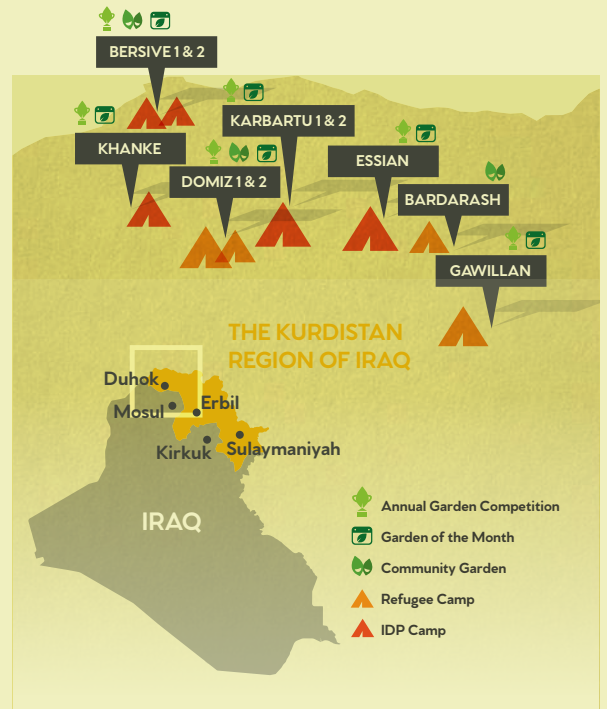 BERSIVE 1 & 2
KARBARTU 1 & 2
KHANKE
ESSIAN
DOMIZ 1 & 2
BARDARASH
GAWILLAN
THE KURDISTAN
REGION OF IRAQ
Duhok
Erbil
Mosul
Kirkuk
Sulaymaniyah
IRAQ
Annual Garden Competition
Garden of the Month
Community Garden
Refugee Camp
IDP Camp